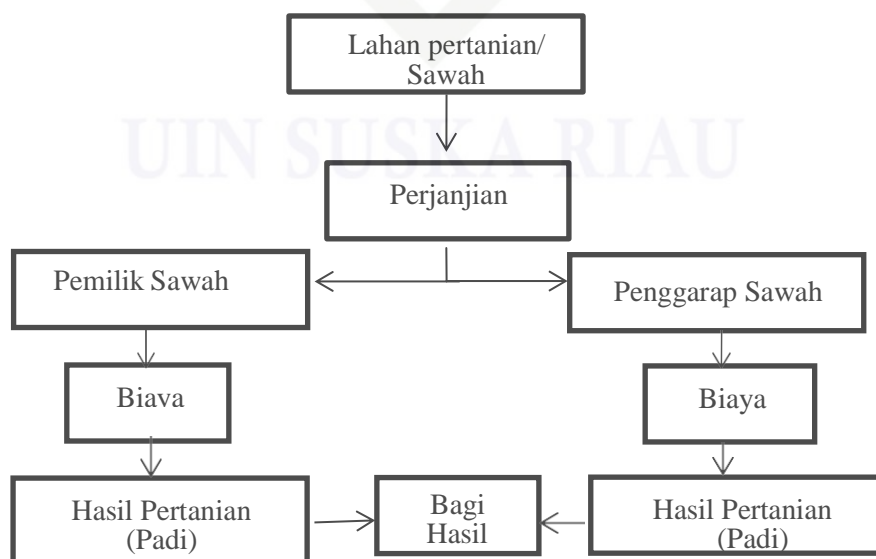 Lahan pertanian/
Sawah
UIN SUSKA RIAU
Perjanjian
Pemilik Sawah
Penggarap Sawah
Biava
Biaya
Hasil Pertanian
(Padi)
Bagi
Hasil
Hasil Pertanian
(Padi)